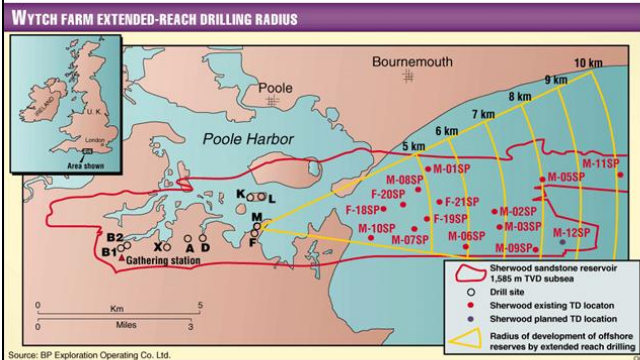 WYTCH FARM EXTENDED-REACH DRILLING RADIUS
IRELAND
U. K.
London
Area shown
Bournemouth
Poole
Poole Harbor
10 km
9 km
8 km
7 km
6 km
5 km
M-01SP
M-11SP
M-05SP
M-08SP
F-20SP
F-21SP
F-18SP
M-02SP
F-19SP
M-03SP
M-10SP
M-07SP
M-06SP
M-12SP
M-09SP
K
L
M
F
B2
B1
X
A
D
Gathering station
0
5
Km
Miles
0
3
Sherwood sandstone reservoir
1,585 m TVD subsea
Drill site
Sherwood existing TD locaton
Sherwood planned TD location
Radius of development of offshore
reserves by extended reach drilling
Source: BP Exploration Operating Co. Ltd.